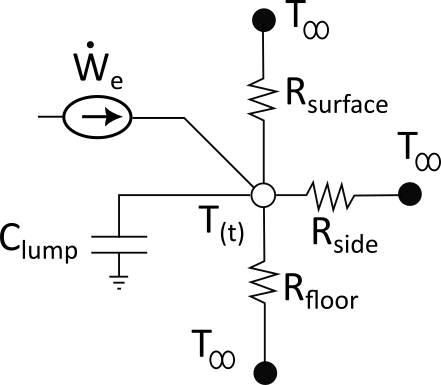 T∞
Ẇe
Rsurface
T∞
T(t)
Rside
Clump
Rfloor
T∞